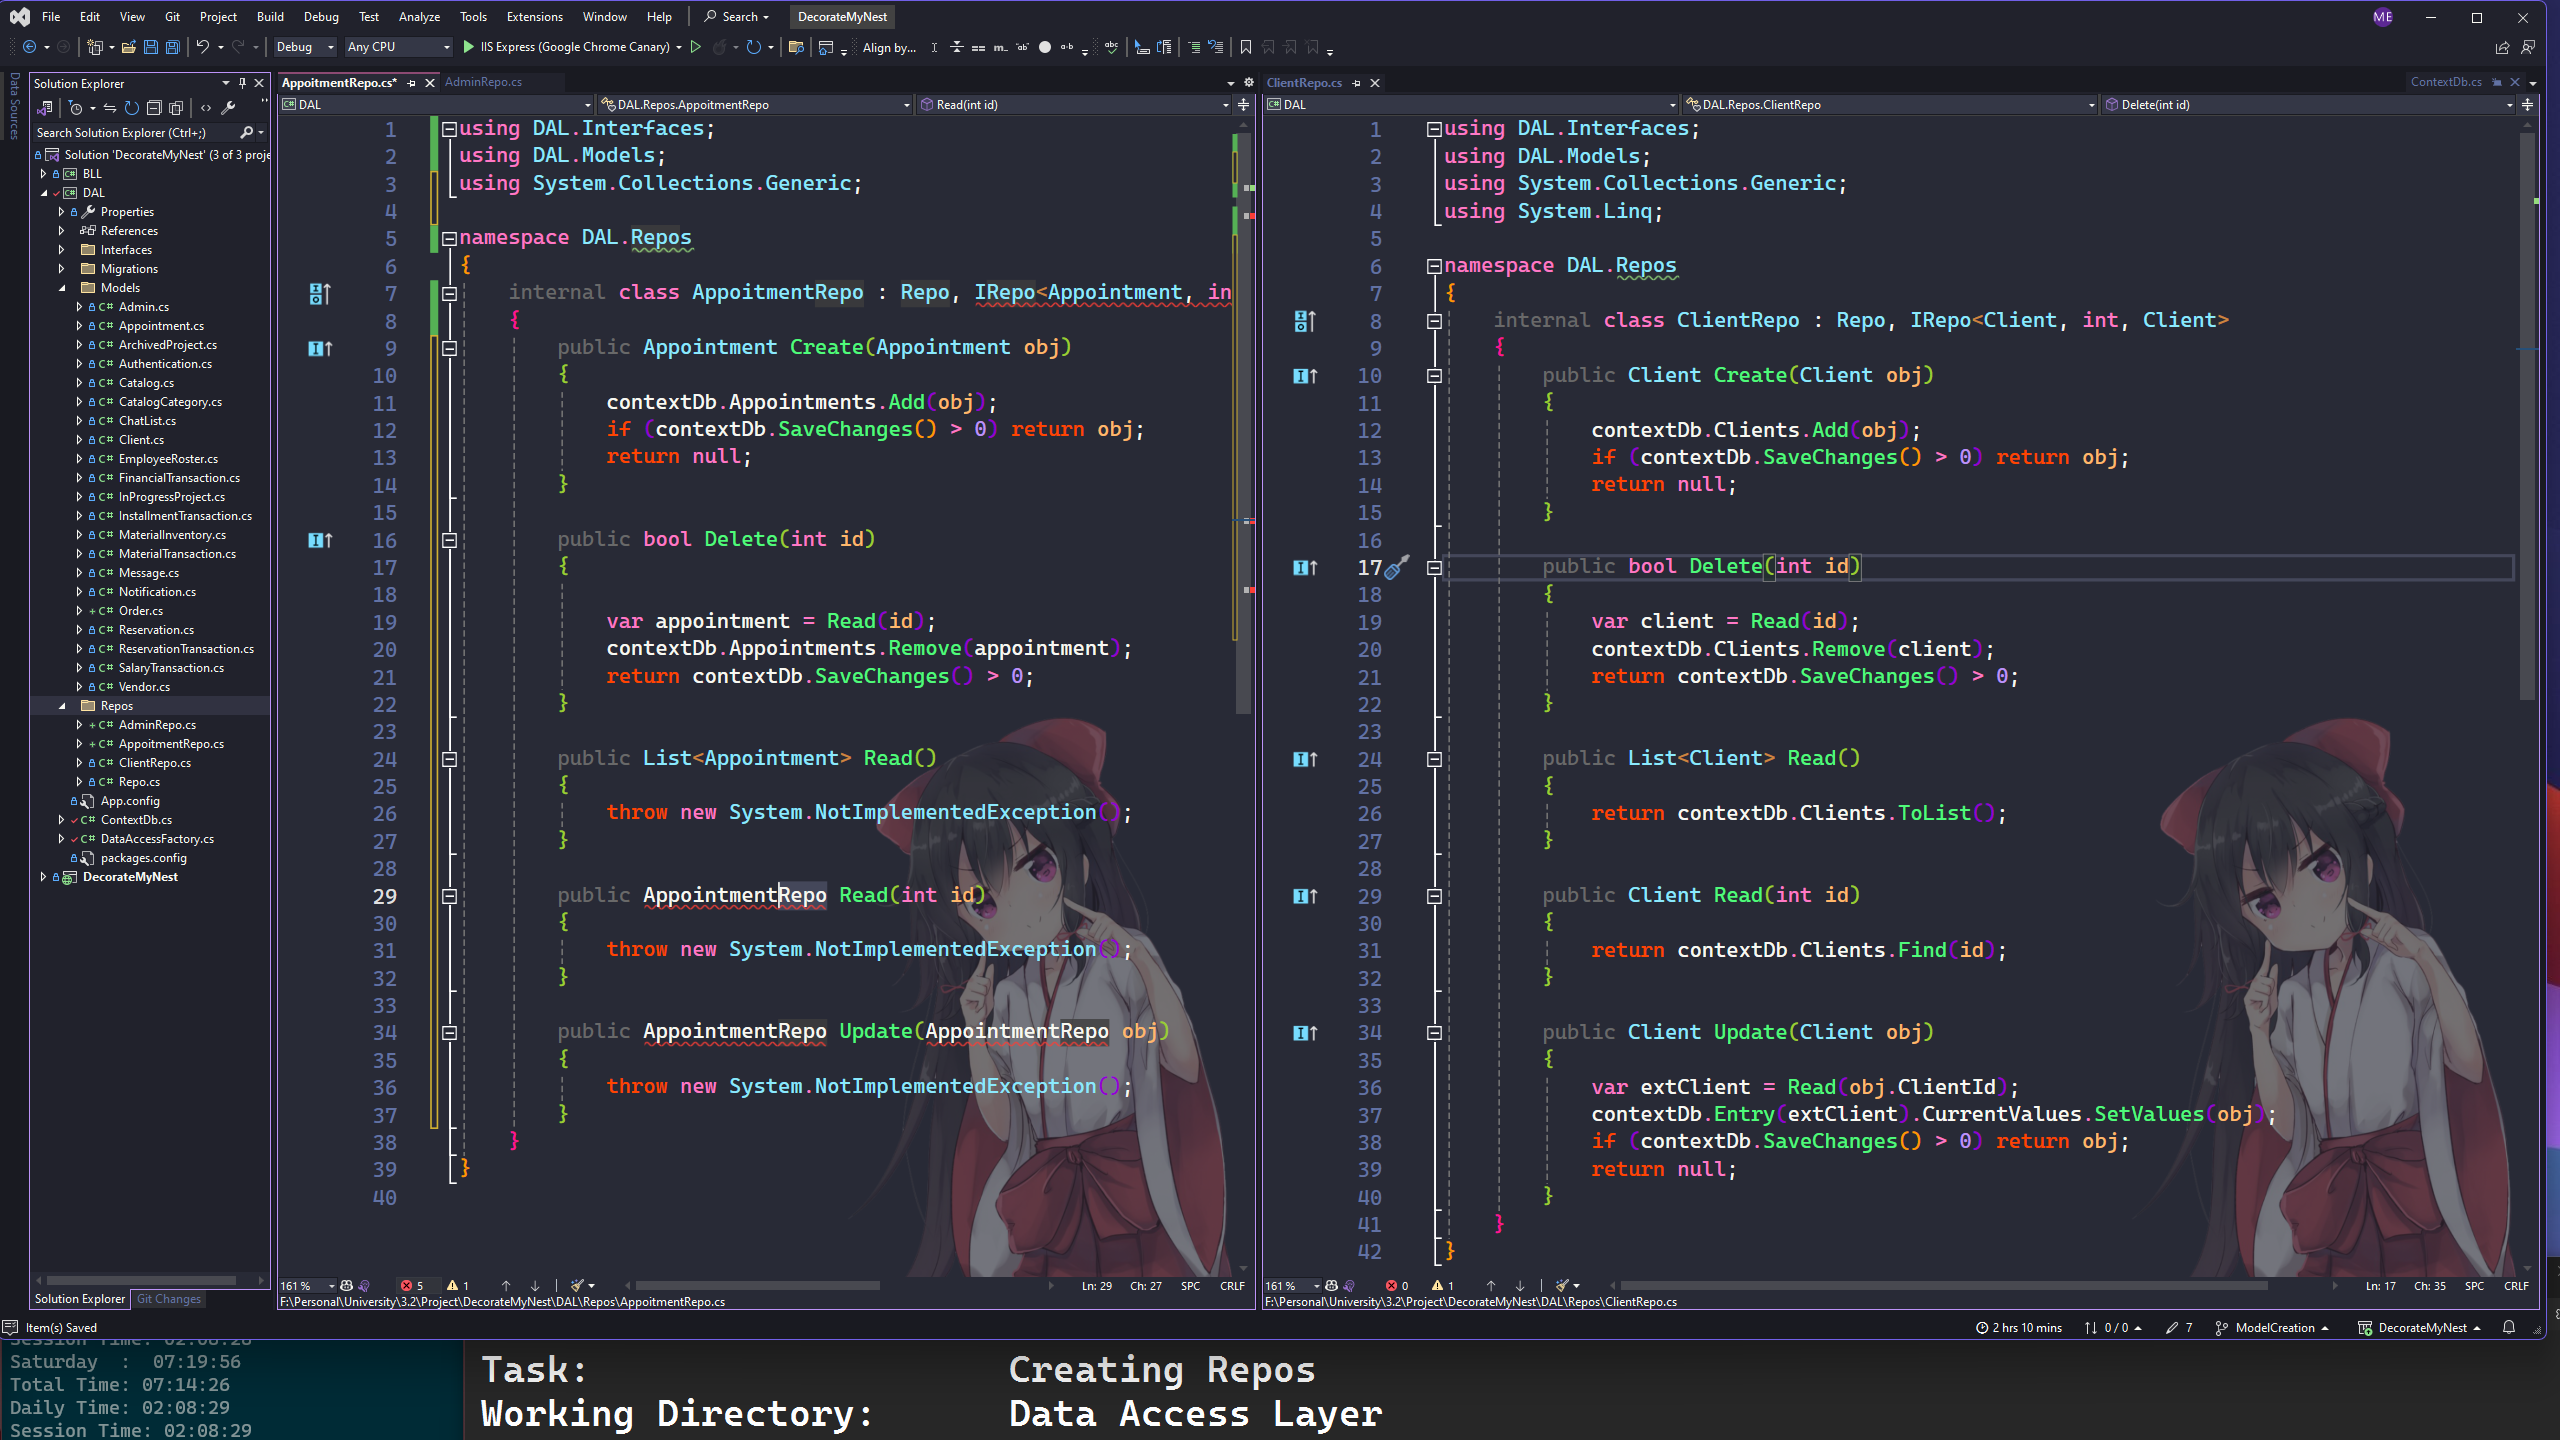 File Edit View Git Project Build Debug Test Analyze Tools Extensions Window Help Search DecorateMyNest ME
Debug Any CPU IIS Express (Google Chrome Canary) Align by...
Data Sources
Solution Explorer
Search Solution Explorer (Ctrl+;)
Solution 'DecorateMyNest' (3 of 3 proje
BLL
DAL
Properties
References
Interfaces
Migrations
Models
Admin.cs
Appointment.cs
ArchivedProject.cs
Authentication.cs
Catalog.cs
CatalogCategory.cs
ChatList.cs
Client.cs
EmployeeRoster.cs
FinancialTransaction.cs
InProgressProject.cs
InstallmentTransaction.cs
MaterialInventory.cs
MaterialTransaction.cs
Message.cs
Notification.cs
Order.cs
Reservation.cs
ReservationTransaction.cs
SalaryTransaction.cs
Vendor.cs
Repos
AdminRepo.cs
AppoitmentRepo.cs
ClientRepo.cs
Repo.cs
App.config
ContextDb.cs
DataAccessFactory.cs
packages.config
DecorateMyNest
Solution Explorer Git Changes
AppoitmentRepo.cs* AdminRepo.cs
DAL DAL.Repos.AppoitmentRepo Read(int id)
1 using DAL.Interfaces;
2 using DAL.Models;
3 using System.Collections.Generic;
4
5 namespace DAL.Repos
6 {
7 internal class AppoitmentRepo : Repo, IRepo<Appointment, in
8 {
9 public Appointment Create(Appointment obj)
10 {
11 contextDb.Appointments.Add(obj);
12 if (contextDb.SaveChanges() > 0) return obj;
13 return null;
14 }
15
16 public bool Delete(int id)
17 {
18
19 var appointment = Read(id);
20 contextDb.Appointments.Remove(appointment);
21 return contextDb.SaveChanges() > 0;
22 }
23
24 public List<Appointment> Read()
25 {
26 throw new System.NotImplementedException();
27 }
28
29 public AppointmentRepo Read(int id)
30 {
31 throw new System.NotImplementedException();
32 }
33
34 public AppointmentRepo Update(AppointmentRepo obj)
35 {
36 throw new System.NotImplementedException();
37 }
38 }
39 }
40
161 % 5 1 Ln: 29 Ch: 27 SPC CRLF
F:\Personal\University\3.2\Project\DecorateMyNest\DAL\Repos\AppoitmentRepo.cs
ClientRepo.cs ContextDb.cs
DAL DAL.Repos.ClientRepo Delete(int id)
1 using DAL.Interfaces;
2 using DAL.Models;
3 using System.Collections.Generic;
4 using System.Linq;
5
6 namespace DAL.Repos
7 {
8 internal class ClientRepo : Repo, IRepo<Client, int, Client>
9 {
10 public Client Create(Client obj)
11 {
12 contextDb.Clients.Add(obj);
13 if (contextDb.SaveChanges() > 0) return obj;
14 return null;
15 }
16
17 public bool Delete(int id)
18 {
19 var client = Read(id);
20 contextDb.Clients.Remove(client);
21 return contextDb.SaveChanges() > 0;
22 }
23
24 public List<Client> Read()
25 {
26 return contextDb.Clients.ToList();
27 }
28
29 public Client Read(int id)
30 {
31 return contextDb.Clients.Find(id);
32 }
33
34 public Client Update(Client obj)
35 {
36 var extClient = Read(obj.ClientId);
37 contextDb.Entry(extClient).CurrentValues.SetValues(obj);
38 if (contextDb.SaveChanges() > 0) return obj;
39 return null;
40 }
41 }
42 }
161 % 0 1 Ln: 17 Ch: 35 SPC CRLF
F:\Personal\University\3.2\Project\DecorateMyNest\DAL\Repos\ClientRepo.cs
Item(s) Saved 2 hrs 10 mins 0 / 0 7 ModelCreation DecorateMyNest
Session Time: 02:08:28
Saturday : 07:19:56
Total Time: 07:14:26
Daily Time: 02:08:29
Session Time: 02:08:29
Task: Creating Repos
Working Directory: Data Access Layer